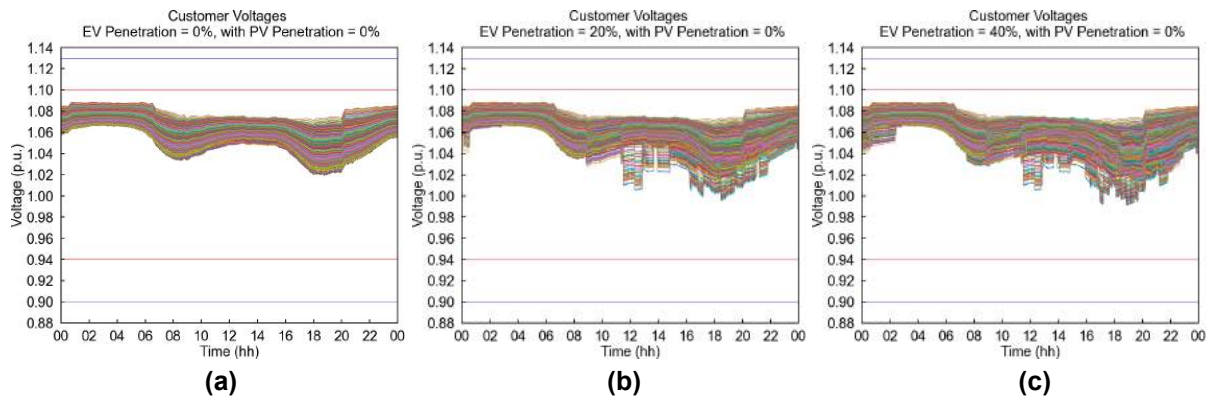 Customer Voltages
EV Penetration = 0%, with PV Penetration = 0%
1.14
1.12
1.10
1.08
1.06
1.04
1.02
1.00
0.98
0.96
0.94
0.92
0.90
0.88
Voltage (p.u.)
00 02 04 06 08 10 12 14 16 18 20 22 00
Time (hh)
(a)
Customer Voltages
EV Penetration = 20%, with PV Penetration = 0%
1.14
1.12
1.10
1.08
1.06
1.04
1.02
1.00
0.98
0.96
0.94
0.92
0.90
0.88
Voltage (p.u.)
00 02 04 06 08 10 12 14 16 18 20 22 00
Time (hh)
(b)
Customer Voltages
EV Penetration = 40%, with PV Penetration = 0%
1.14
1.12
1.10
1.08
1.06
1.04
1.02
1.00
0.98
0.96
0.94
0.92
0.90
0.88
Voltage (p.u.)
00 02 04 06 08 10 12 14 16 18 20 22 00
Time (hh)
(c)